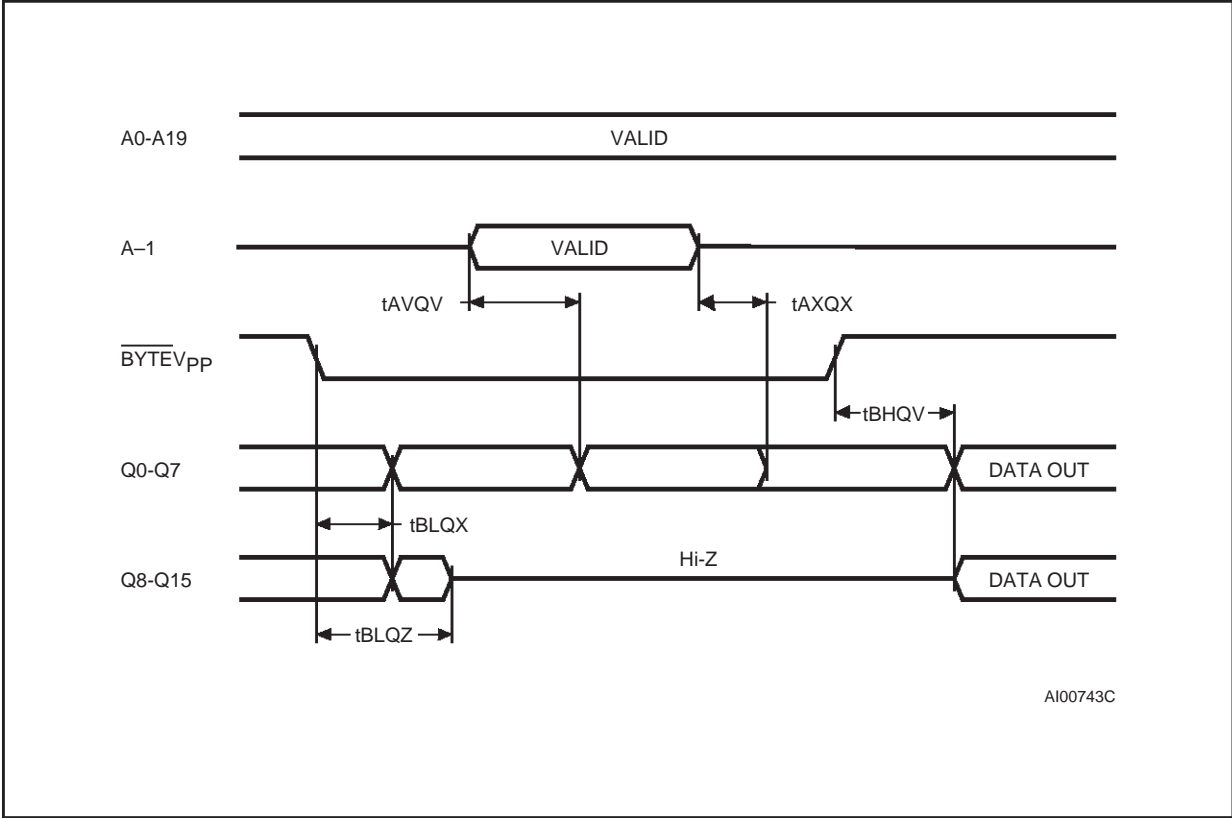 A0-A19
VALID
A–1
VALID
tAVQV
tAXQX
BYTEVPP
tBHQV
Q0-Q7
DATA OUT
tBLQX
Q8-Q15
Hi-Z
DATA OUT
tBLQZ
AI00743C